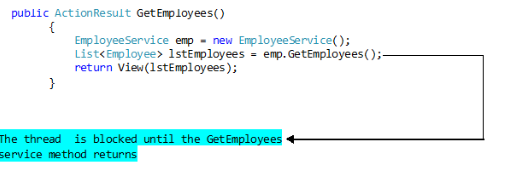 public ActionResult GetEmployees()
{
EmployeeService emp = new EmployeeService();
List<Employee> lstEmployees = emp.GetEmployees();
return View(lstEmployees);
}
The thread  is blocked until the GetEmployees
service method returns